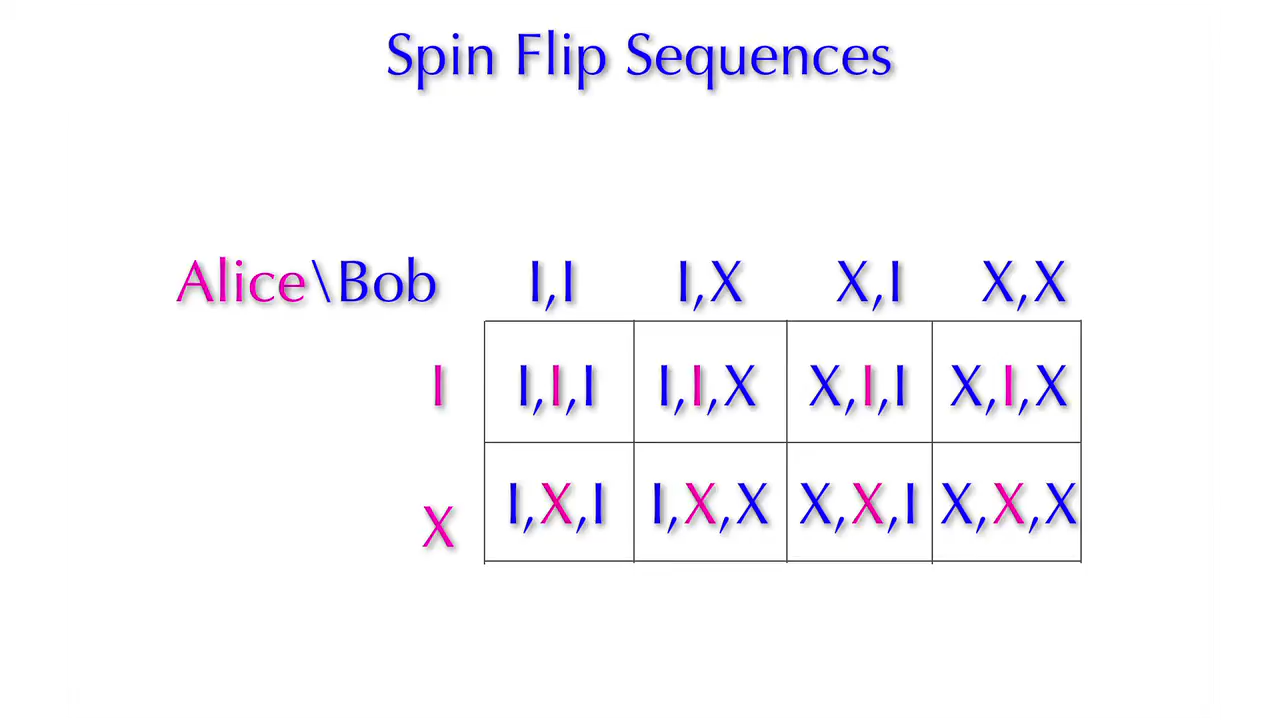 Spin Flip Sequences
Alice\Bob I,I I,X X,I X,X
I I,I,I I,I,X X,I,I X,I,X
X I,X,I I,X,X X,X,I X,X,X